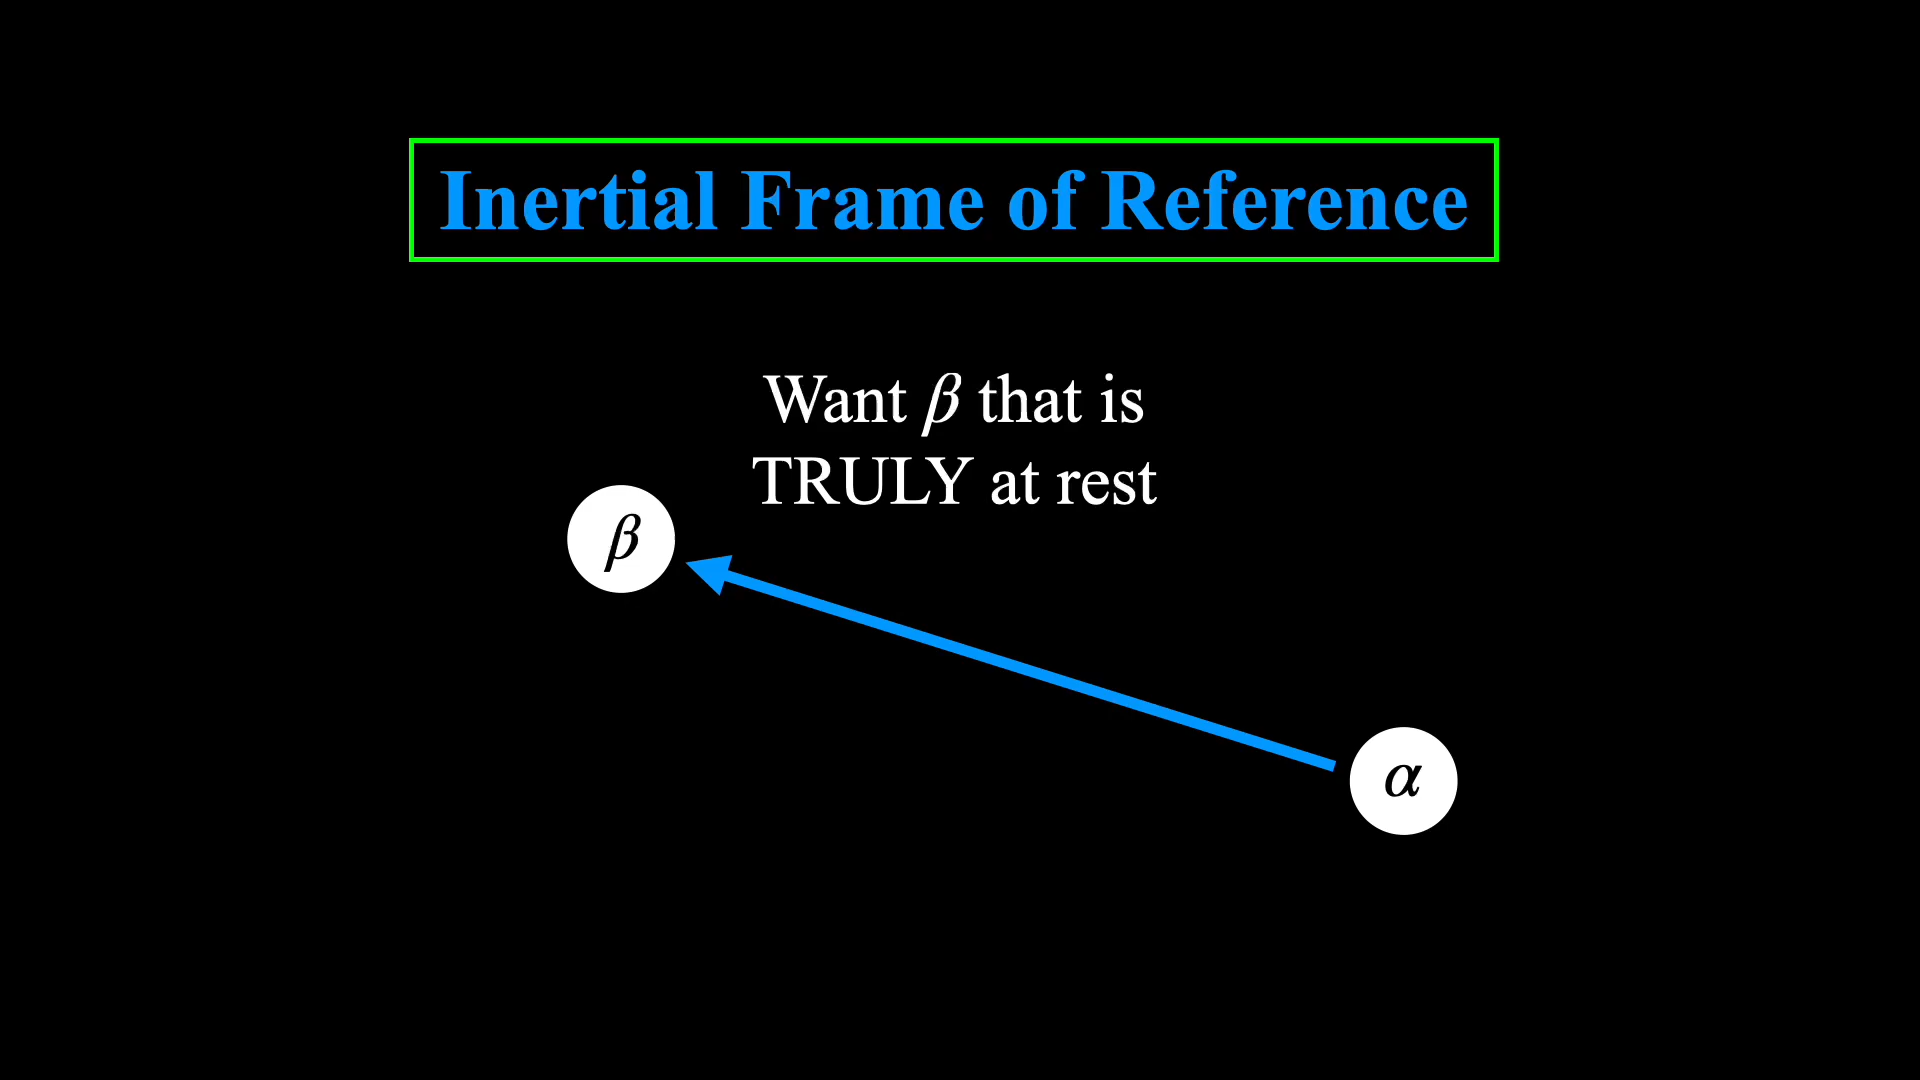 Inertial Frame of Reference
Want β that is
TRULY at rest
β
α